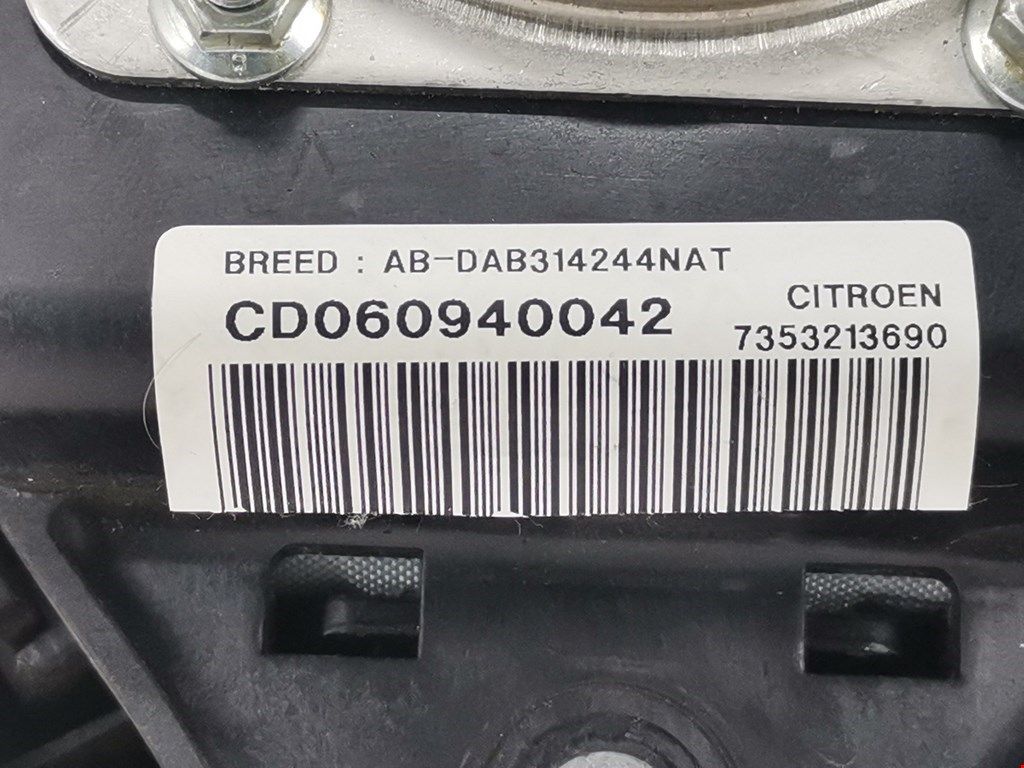 BREED : AB-DAB314244NAT
CD060940042
CITROEN
7353213690